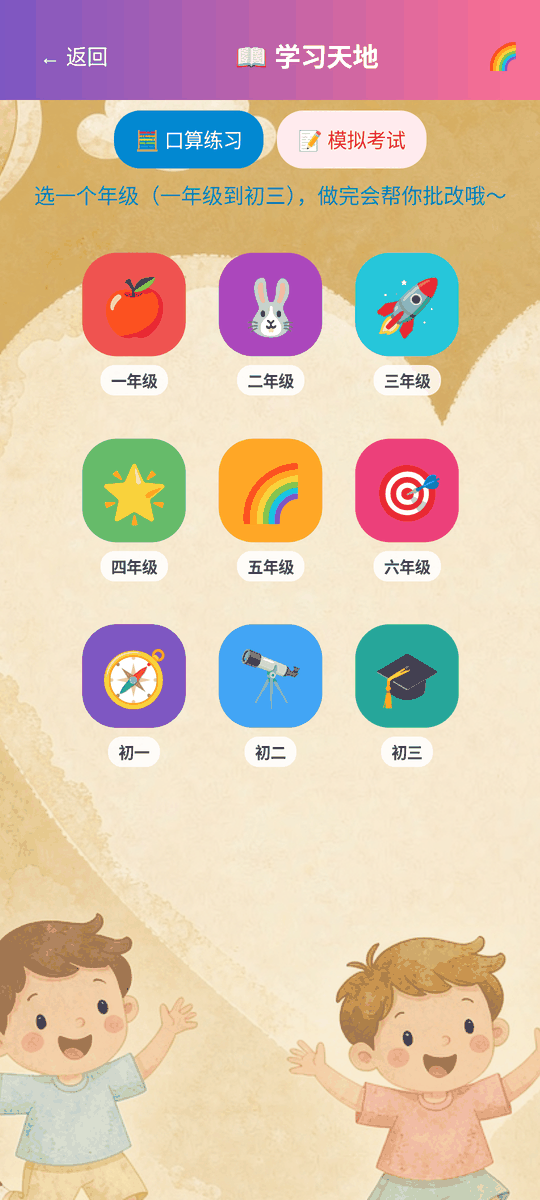 ← 返回
学习天地
口算练习
模拟考试
选一个年级（一年级到初三），做完会帮你批改哦～
一年级
二年级
三年级
四年级
五年级
六年级
初一
初二
初三